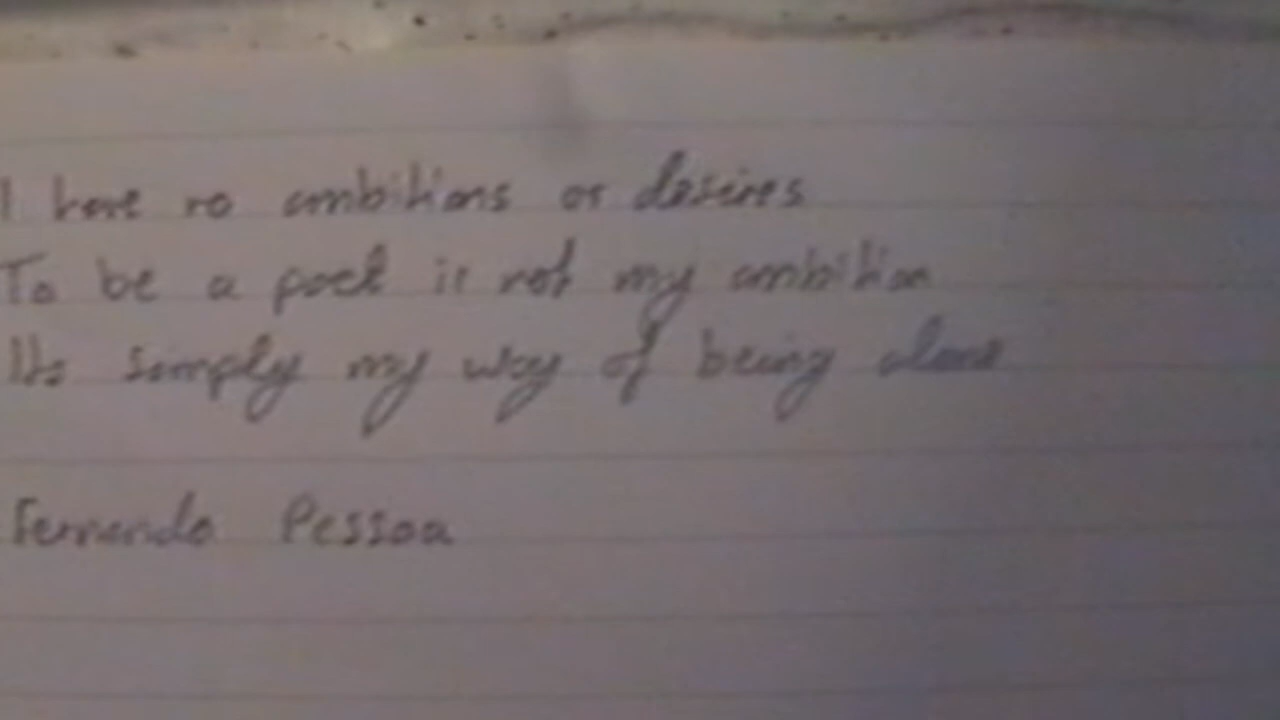 I have no ambitions or desires
To be a poet is not my ambition
Its simply my way of being alone
Fernando Pessoa